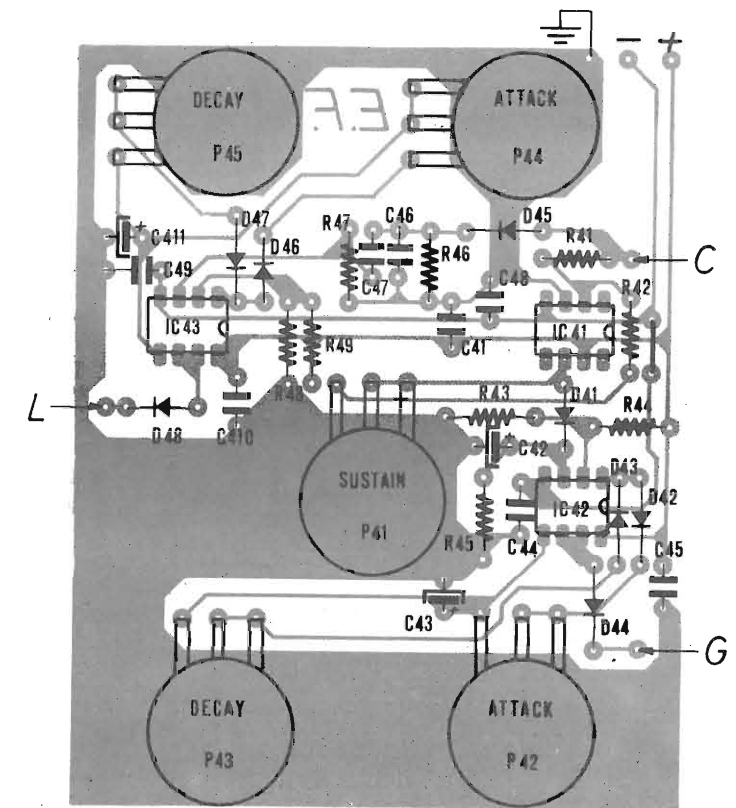 − +
DECAY
P45
E.F.
ATTACK
P44
C411
D47
D46
R47
C46
D45
R41
C
C49
C47
R46
C48
R42
IC43
R48
R49
C41
IC41
L
D48
C410
R43
D41
R44
SUSTAIN
P41
C42
D43
D42
IC42
R45
C44
C45
C43
D44
G
DECAY
P43
ATTACK
P42